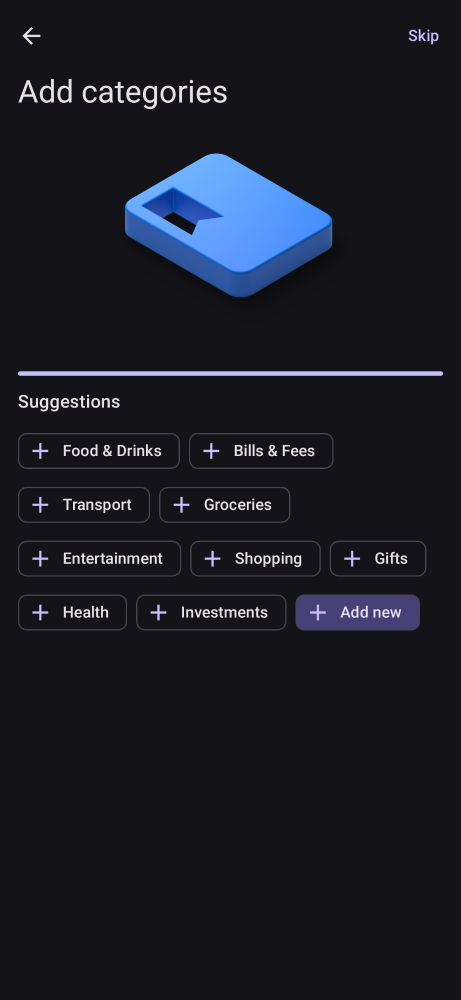 Skip
Add categories
Suggestions
Food & Drinks
Bills & Fees
Transport
Groceries
Entertainment
Shopping
Gifts
Health
Investments
Add new